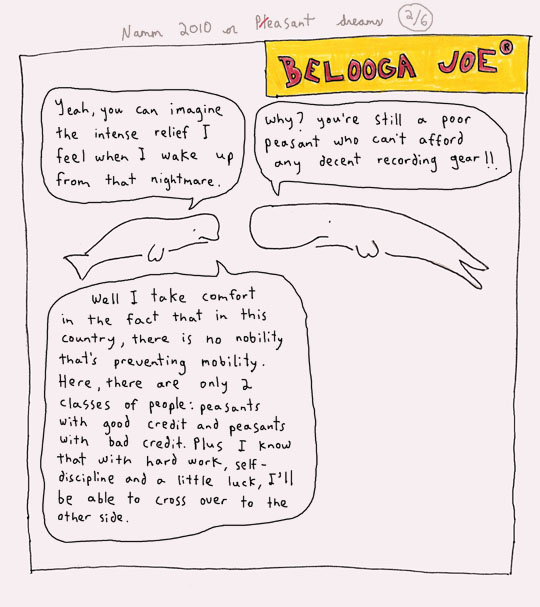 Namm 2010 or Pleasant dreams 2/6
BELOOGA JOE®
Yeah, you can imagine
the intense relief I
feel when I wake up
from that nightmare.
Why? you're still a poor
peasant who can't afford
any decent recording gear!!
Well I take comfort
in the fact that in this
country, there is no nobility
that's preventing mobility.
Here, there are only 2
classes of people: peasants
with good credit and peasants
with bad credit. Plus I know
that with hard work, self-
discipline and a little luck, I'll
be able to cross over to the
other side.